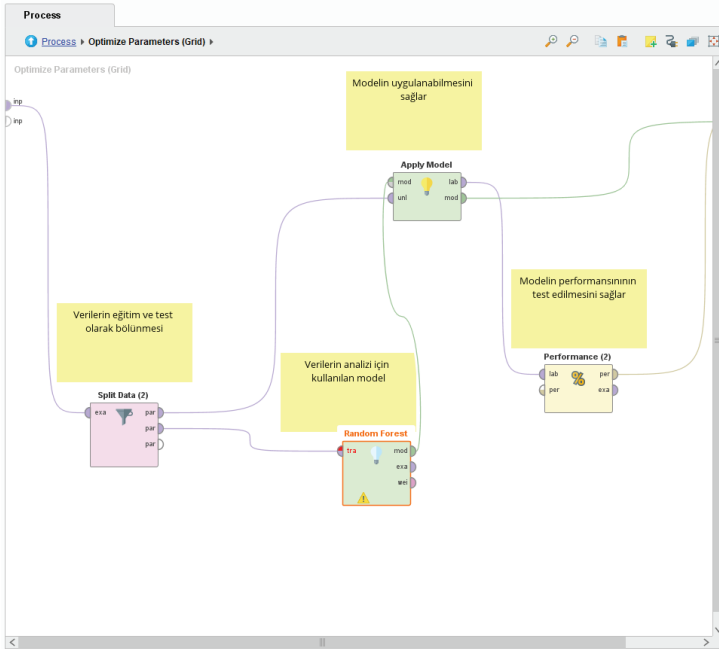 Process
Process Optimize Parameters (Grid)
Optimize Parameters (Grid)
inp
inp
Modelin uygulanabilmesini
sağlar
Apply Model
mod lab
unl mod
Modelin performansınının
test edilmesini sağlar
Verilerin eğitim ve test
olarak bölünmesi
Performance (2)
lab per
per exa
Verilerin analizi için
kullanılan model
Split Data (2)
exa par
par
par
Random Forest
tra mod
exa
wei